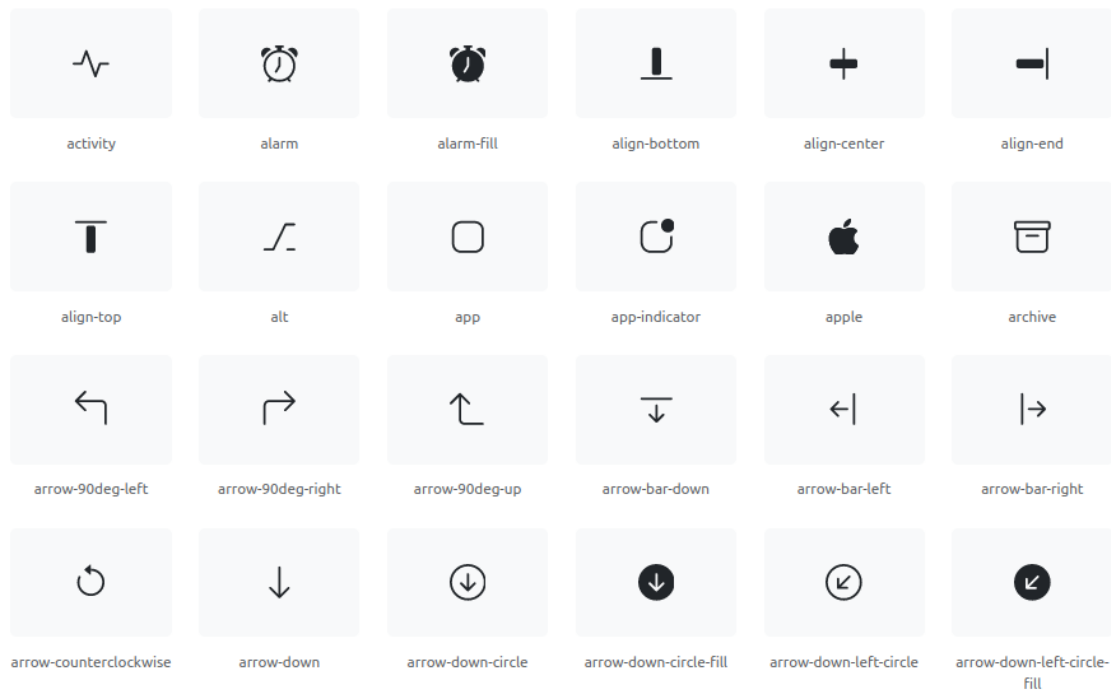 activity
alarm
alarm-fill
align-bottom
align-center
align-end
align-top
alt
app
app-indicator
apple
archive
arrow-90deg-left
arrow-90deg-right
arrow-90deg-up
arrow-bar-down
arrow-bar-left
arrow-bar-right
arrow-counterclockwise
arrow-down
arrow-down-circle
arrow-down-circle-fill
arrow-down-left-circle
arrow-down-left-circle-
fill